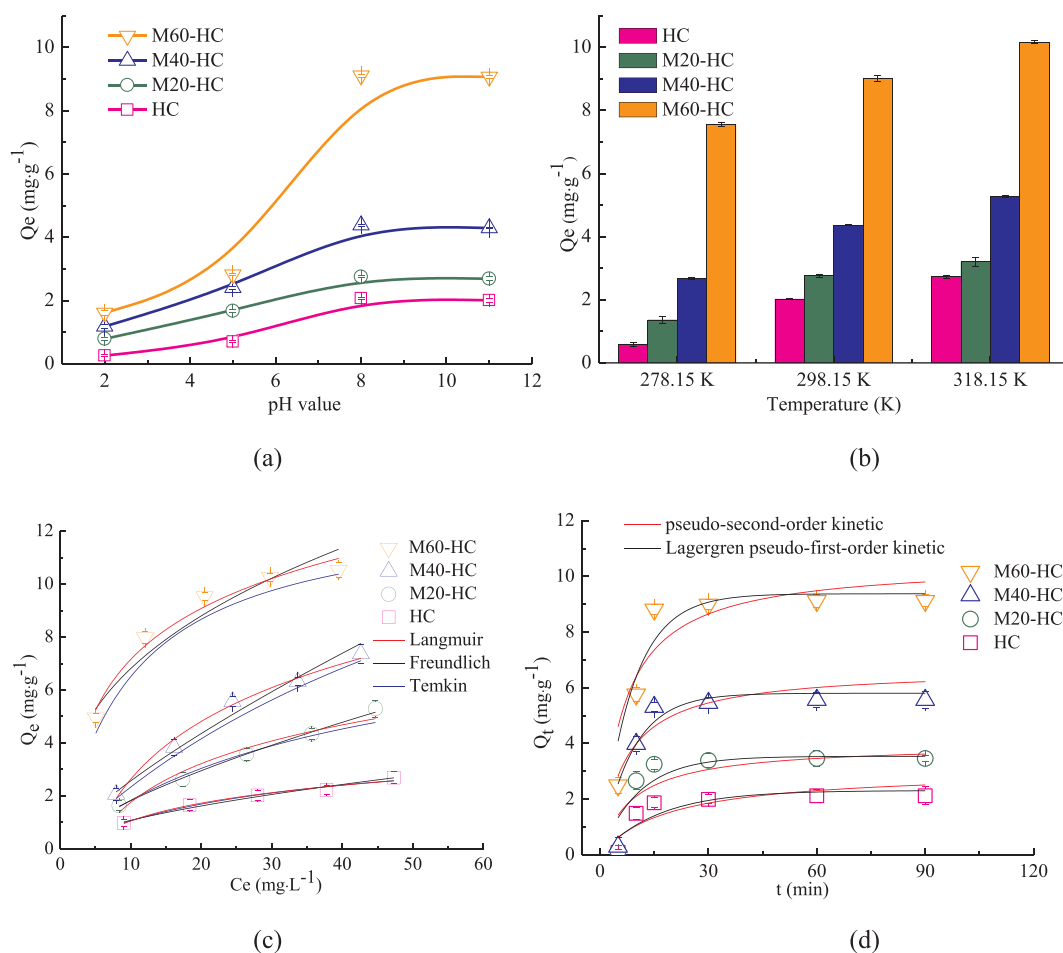 M60-HC
M40-HC
M20-HC
HC
Qe (mg·g-1)
10
8
6
4
2
0
2 4 6 8 10 12
pH value
(a)
HC
M20-HC
M40-HC
M60-HC
Qe (mg·g-1)
10
8
6
4
2
0
278.15 K 298.15 K 318.15 K
Temperature (K)
(b)
M60-HC
M40-HC
M20-HC
HC
Langmuir
Freundlich
Temkin
Qe (mg·g-1)
12
10
8
6
4
2
0
0 10 20 30 40 50 60
Ce (mg·L-1)
(c)
pseudo-second-order kinetic
Lagergren pseudo-first-order kinetic
M60-HC
M40-HC
M20-HC
HC
Qt (mg·g-1)
12
10
8
6
4
2
0
0 30 60 90 120
t (min)
(d)